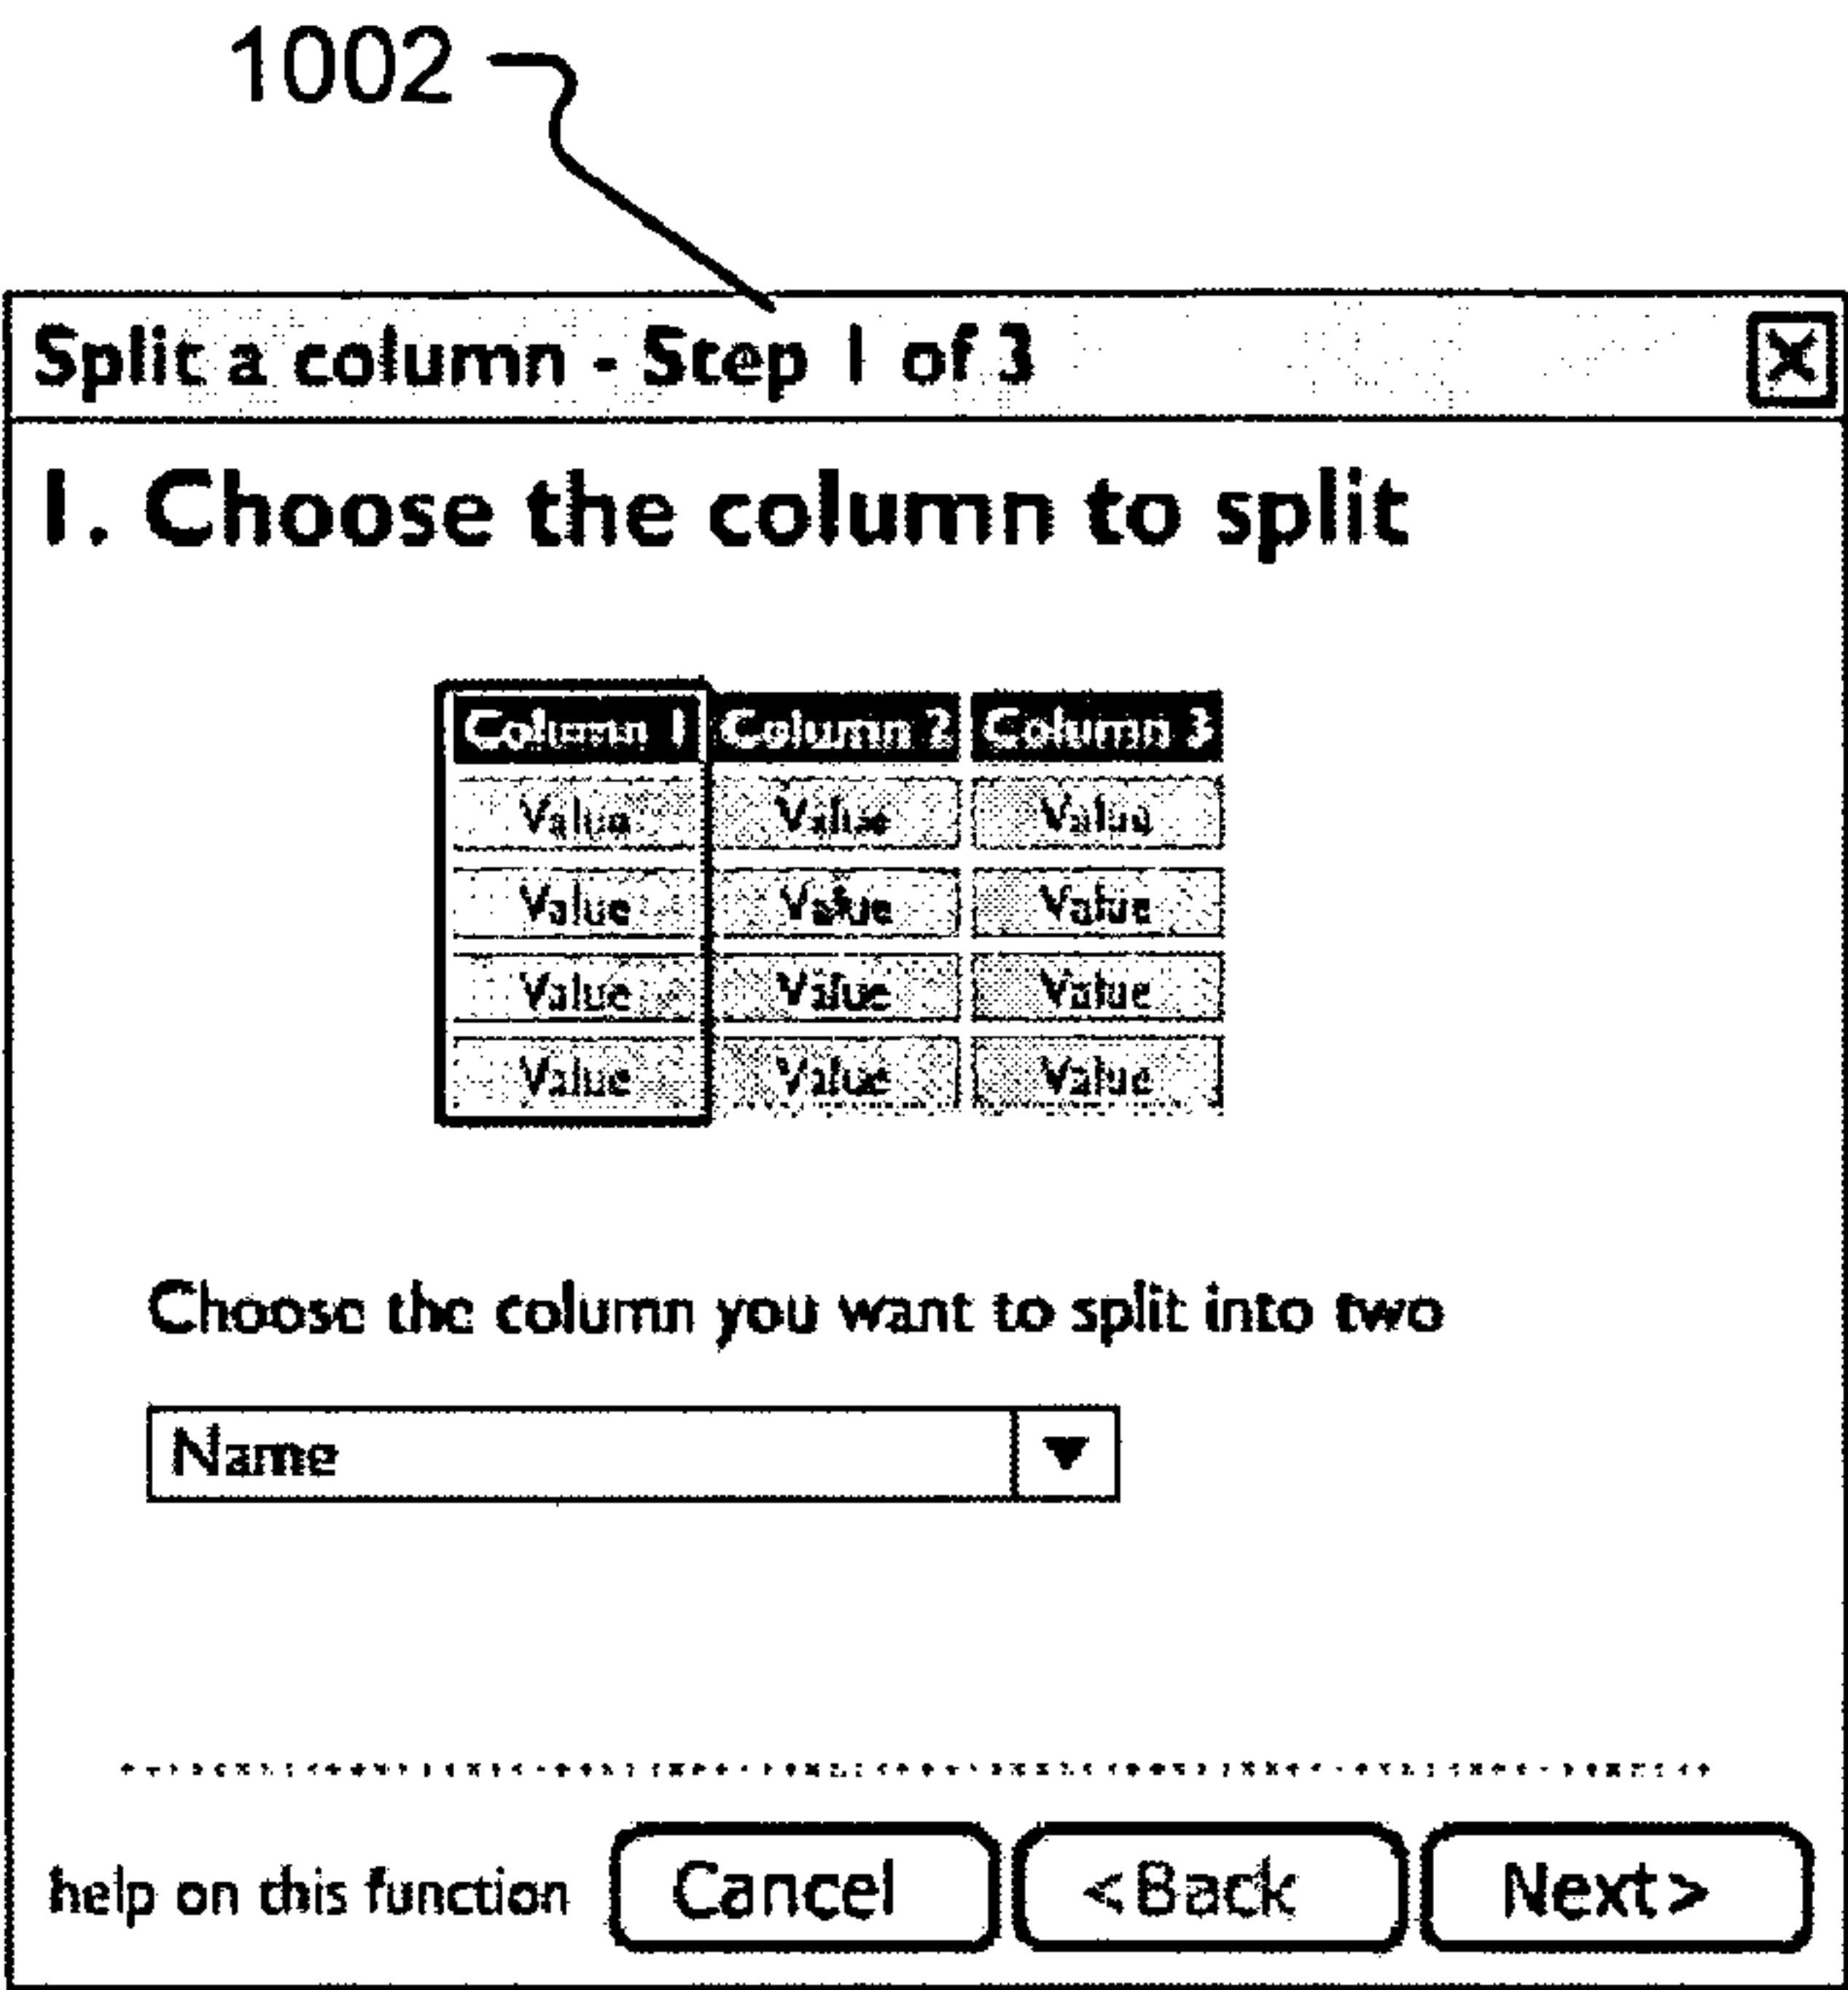 1002
Split a column - Step 1 of 3
1. Choose the column to split
Column 1 Column 2 Column 3
Value Value Value
Value Value Value
Value Value Value
Value Value Value
Choose the column you want to split into two
Name
help on this function Cancel <Back Next>